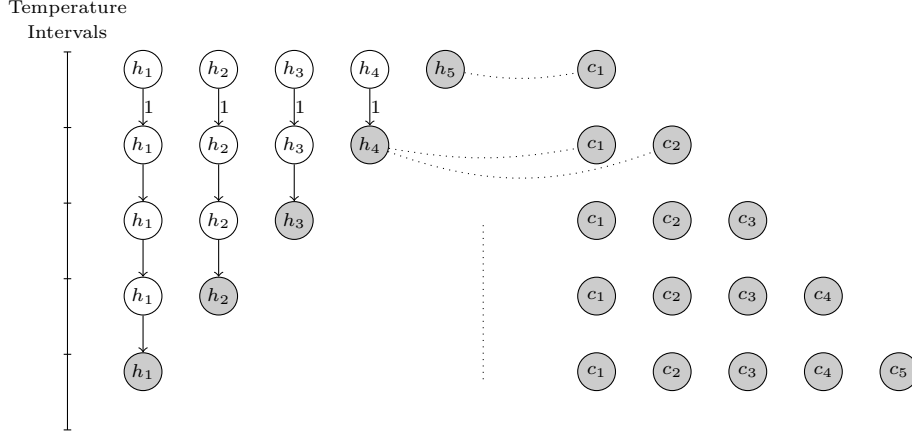 Temperature
Intervals
h₁ h₂ h₃ h₄ h₅ c₁
1 1 1 1
h₁ h₂ h₃ h₄ c₁ c₂
h₁ h₂ h₃ c₁ c₂ c₃
h₁ h₂ c₁ c₂ c₃ c₄
h₁ c₁ c₂ c₃ c₄ c₅